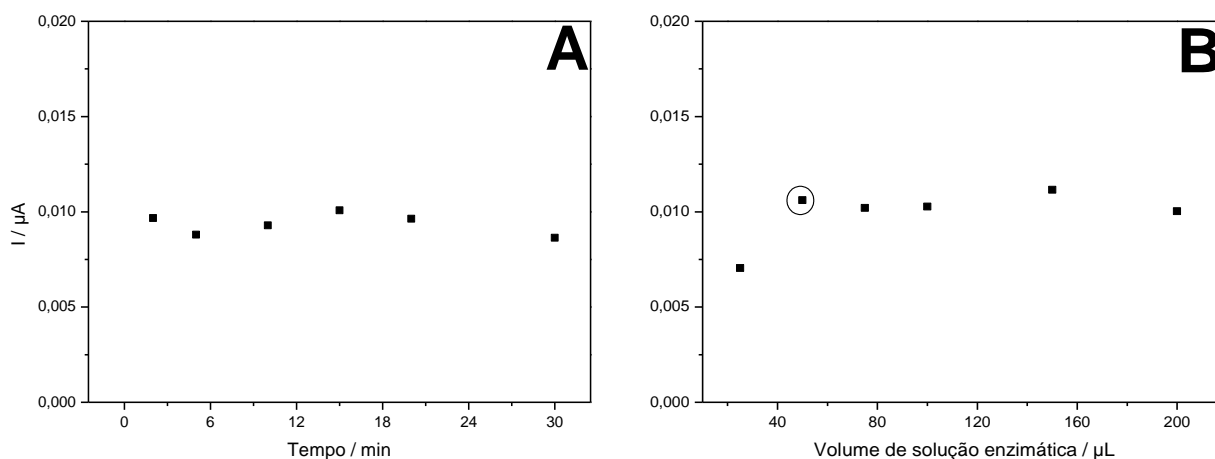 A
0,020
0,015
0,010
0,005
0,000
I / µA
0 6 12 18 24 30
Tempo / min
B
0,020
0,015
0,010
0,005
0,000
40 80 120 160 200
Volume de solução enzimática / µL